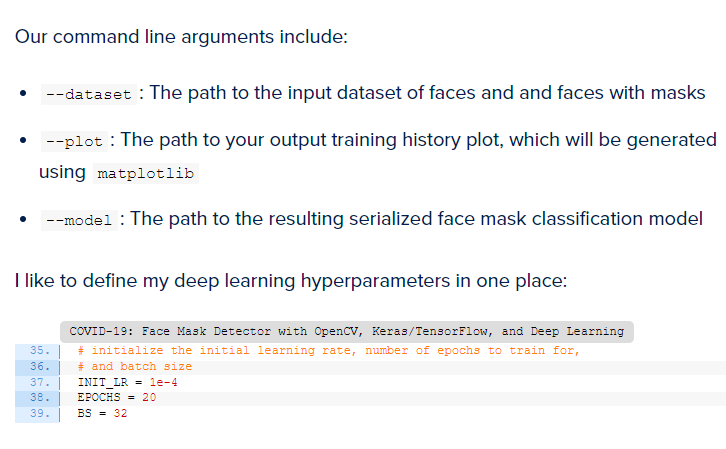 Our command line arguments include:
--dataset : The path to the input dataset of faces and and faces with masks
--plot : The path to your output training history plot, which will be generated
using matplotlib
--model : The path to the resulting serialized face mask classification model
I like to define my deep learning hyperparameters in one place:
COVID-19: Face Mask Detector with OpenCV, Keras/TensorFlow, and Deep Learning
35. # initialize the initial learning rate, number of epochs to train for,
36. # and batch size
37. INIT_LR = 1e-4
38. EPOCHS = 20
39. BS = 32